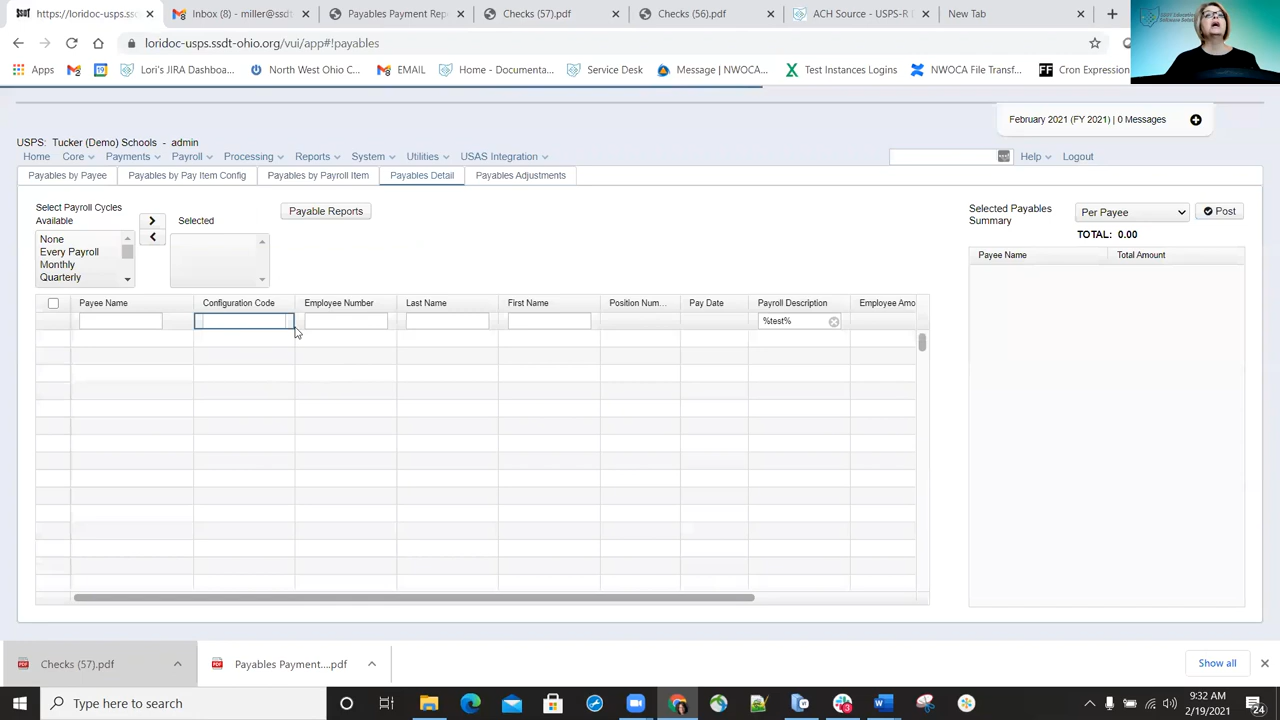 SSDT https://loridoc-usps.ssc
Inbox (8) - miller@ssdt
Payables Payment Rep
Checks (57).pdf
Checks (56).pdf
ACH Source - USPS-R (
New Tab
loridoc-usps.ssdt-ohio.org/vui/app#!payables
Apps
Lori's JIRA Dashboa...
North West Ohio C...
EMAIL
Home - Documenta...
Service Desk
Message | NWOCA...
Test Instances Logins
NWOCA File Transf...
FF Cron Expression
February 2021 (FY 2021) | 0 Messages
USPS: Tucker (Demo) Schools - admin
Home Core Payments Payroll Processing Reports System Utilities USAS Integration Help Logout
Payables by Payee Payables by Pay Item Config Payables by Payroll Item Payables Detail Payables Adjustments
Select Payroll Cycles
Available
Selected
Payable Reports
None
Every Payroll
Monthly
Quarterly
Selected Payables
Summary
Per Payee
Post
TOTAL: 0.00
Payee Name Total Amount
Payee Name Configuration Code Employee Number Last Name First Name Position Num... Pay Date Payroll Description Employee Amo
%test%
Checks (57).pdf
Payables Payment....pdf
Show all
Type here to search
9:32 AM
2/19/2021
24